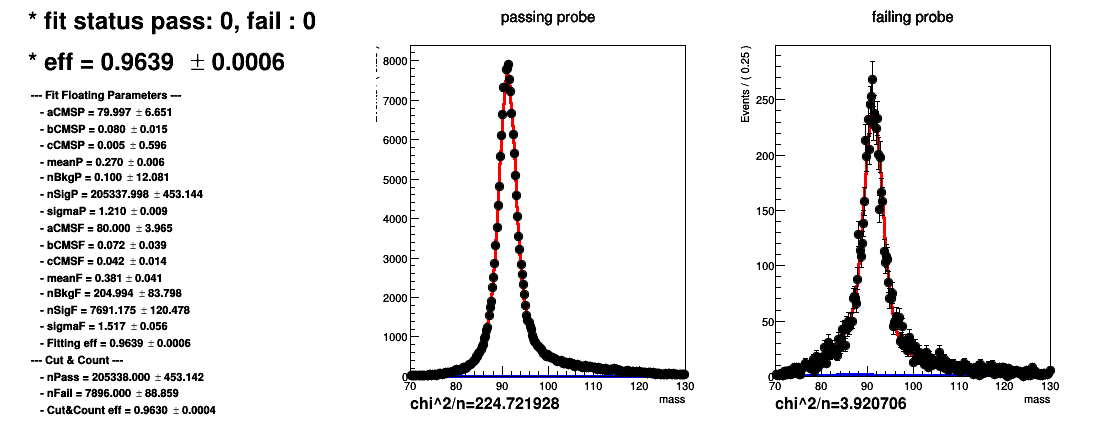 * fit status pass: 0, fail : 0
* eff = 0.9639 ± 0.0006
--- Fit Floating Parameters ---
- aCMSP = 79.997 ± 6.651
- bCMSP = 0.080 ± 0.015
- cCMSP = 0.005 ± 0.596
- meanP = 0.270 ± 0.006
- nBkgP = 0.100 ± 12.081
- nSigP = 205337.998 ± 453.144
- sigmaP = 1.210 ± 0.009
- aCMSF = 80.000 ± 3.965
- bCMSF = 0.072 ± 0.039
- cCMSF = 0.042 ± 0.014
- meanF = 0.381 ± 0.041
- nBkgF = 204.994 ± 83.798
- nSigF = 7691.175 ± 120.478
- sigmaF = 1.517 ± 0.056
- Fitting eff = 0.9639 ± 0.0006
--- Cut & Count ---
- nPass = 205338.000 ± 453.142
- nFail = 7896.000 ± 88.859
- Cut&Count eff = 0.9630 ± 0.0004
passing probe
8000
7000
6000
5000
4000
3000
2000
1000
0
70 80 90 100 110 120 130
mass
chi^2/n=224.721928
failing probe
Events / ( 0.25 )
250
200
150
100
50
0
70 80 90 100 110 120 130
mass
chi^2/n=3.920706